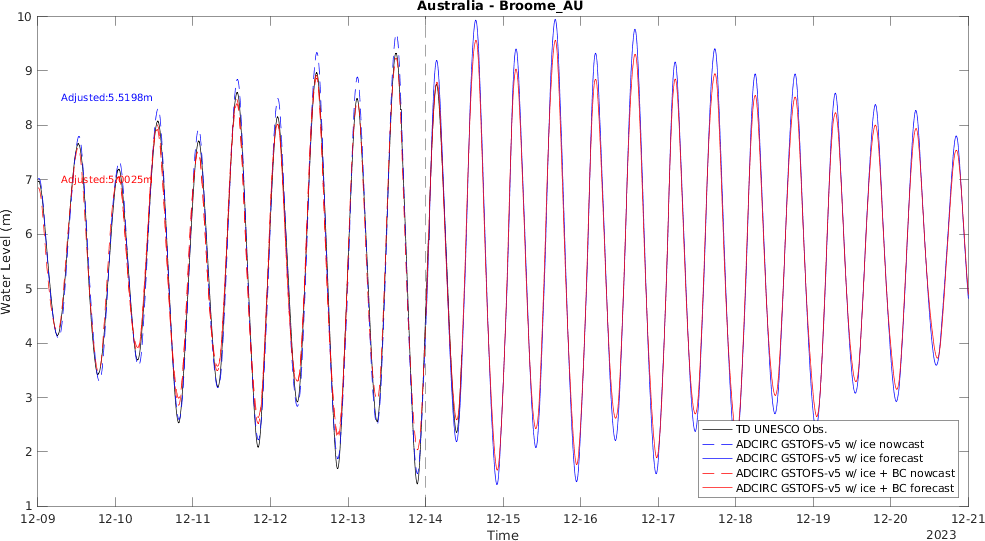 Australia - Broome_AU
10
9
8
7
6
5
4
3
2
1
Water Level (m)
Adjusted:5.5198m
Adjusted:5.0025m
TD UNESCO Obs.
ADCIRC GSTOFS-v5 w/ ice nowcast
ADCIRC GSTOFS-v5 w/ ice forecast
ADCIRC GSTOFS-v5 w/ ice + BC nowcast
ADCIRC GSTOFS-v5 w/ ice + BC forecast
12-09 12-10 12-11 12-12 12-13 12-14 12-15 12-16 12-17 12-18 12-19 12-20 12-21
Time
2023